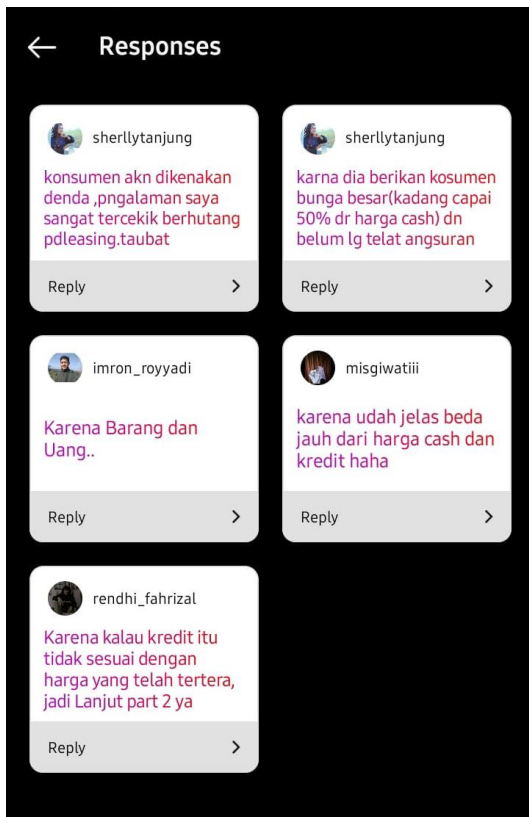 Responses
sherllytanjung
konsumen akn dikenakan
denda ,pngalaman saya
sangat tercekik berhutang
pdleasing.taubat
Reply
sherllytanjung
karna dia berikan kosumen
bunga besar(kadang capai
50% dr harga cash) dn
belum lg telat angsuran
Reply
imron_royyadi
Karena Barang dan
Uang..
Reply
misgiwatiii
karena udah jelas beda
jauh dari harga cash dan
kredit haha
Reply
rendhi_fahrizal
Karena kalau kredit itu
tidak sesuai dengan
harga yang telah tertera,
jadi Lanjut part 2 ya
Reply